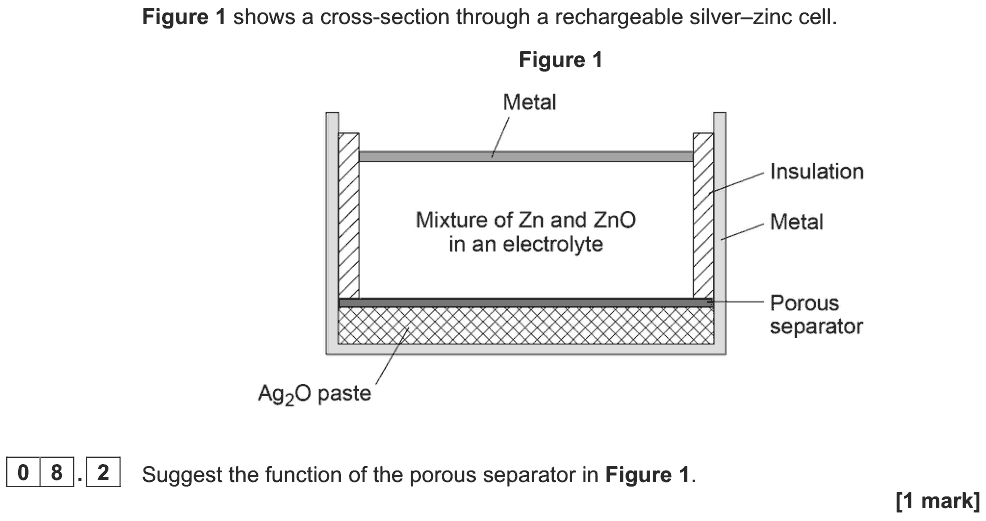 Figure 1 shows a cross-section through a rechargeable silver–zinc cell.
Figure 1
Metal
Insulation
Mixture of Zn and ZnO
in an electrolyte
Metal
Porous
separator
Ag₂O paste
08.2 Suggest the function of the porous separator in Figure 1.
[1 mark]